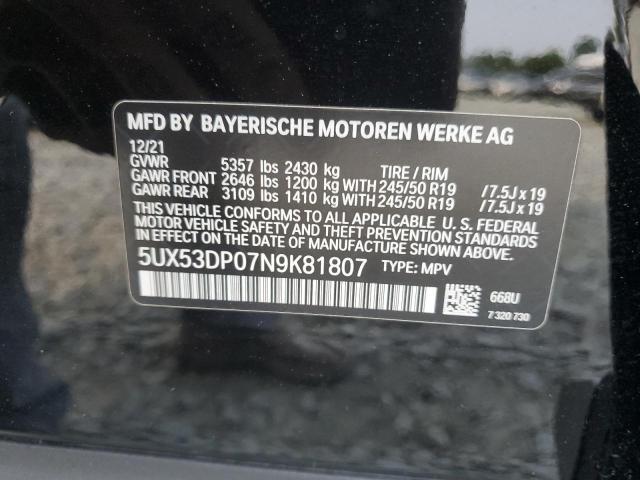 MFD BY BAYERISCHE MOTOREN WERKE AG
12/21
GVWR 5357 lbs 2430 kg TIRE / RIM
GAWR FRONT 2646 lbs 1200 kg WITH 245/50 R19 / 7.5J x 19
GAWR REAR 3109 lbs 1410 kg WITH 245/50 R19 / 7.5J x 19
THIS VEHICLE CONFORMS TO ALL APPLICABLE U. S. FEDERAL
MOTOR VEHICLE SAFETY, BUMPER, AND THEFT PREVENTION STANDARDS
IN EFFECT ON THE DATE OF MANUFACTURE SHOWN ABOVE.
5UX53DP07N9K81807 TYPE: MPV
668U
7 320 730